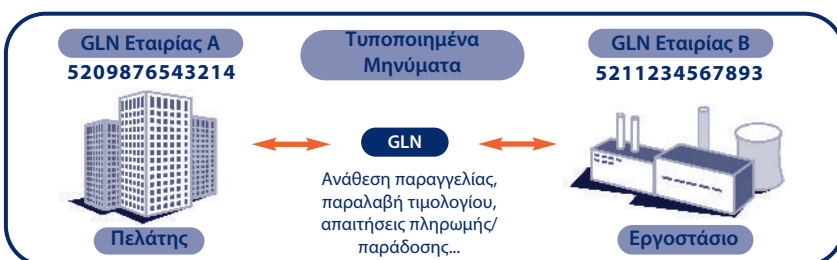 GLN Εταιρίας Α
5209876543214
Πελάτης
Τυποποιημένα
Μηνύματα
GLN
Ανάθεση παραγγελίας,
παραλαβή τιμολογίου,
απαιτήσεις πληρωμής/
παράδοσης...
GLN Εταιρίας Β
5211234567893
Εργοστάσιο